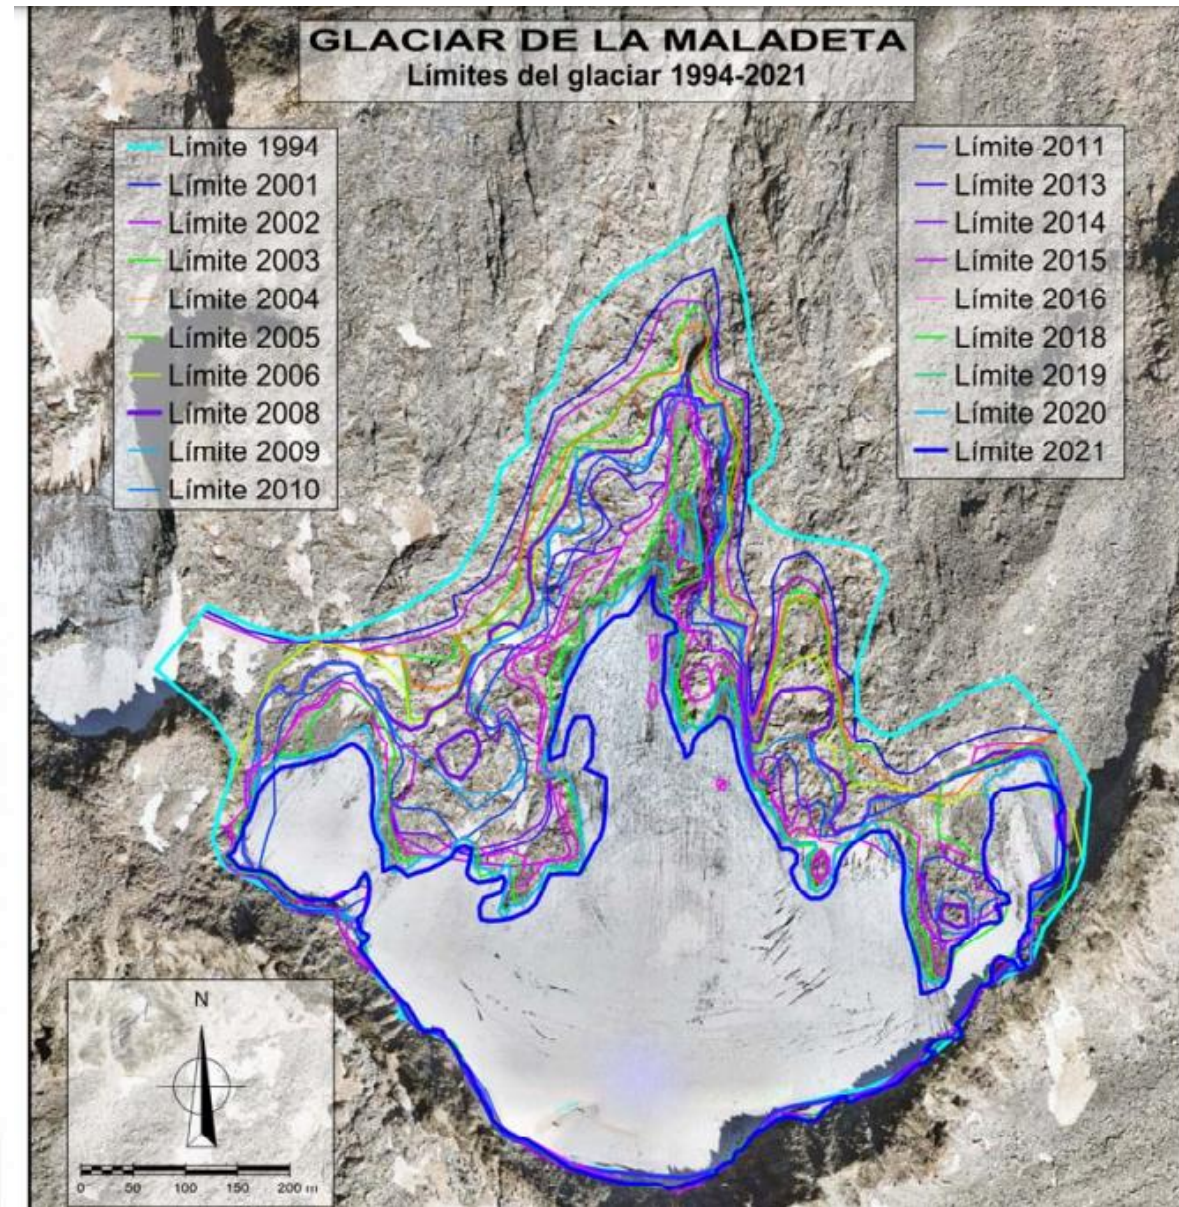 GLACIAR DE LA MALADETA
Límites del glaciar 1994-2021
Límite 1994
Límite 2001
Límite 2002
Límite 2003
Límite 2004
Límite 2005
Límite 2006
Límite 2008
Límite 2009
Límite 2010
Límite 2011
Límite 2013
Límite 2014
Límite 2015
Límite 2016
Límite 2018
Límite 2019
Límite 2020
Límite 2021
N
0 50 100 150 200 m